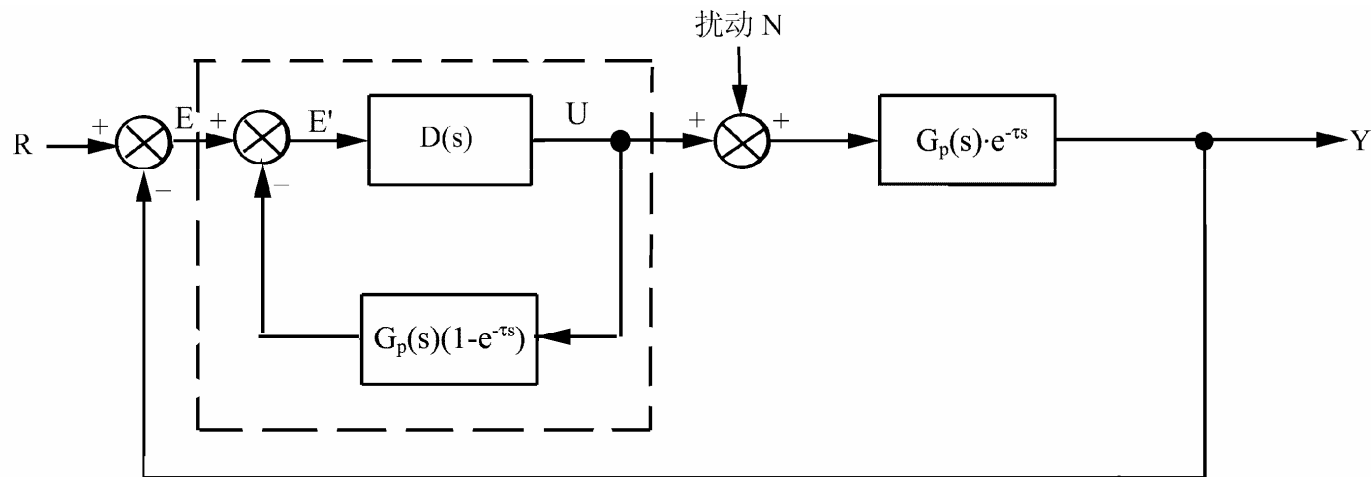 扰动 N
R
+
−
E
+
−
E'
D(s)
U
+
+
Gp(s)·e-τs
Y
Gp(s)(1-e-τs)